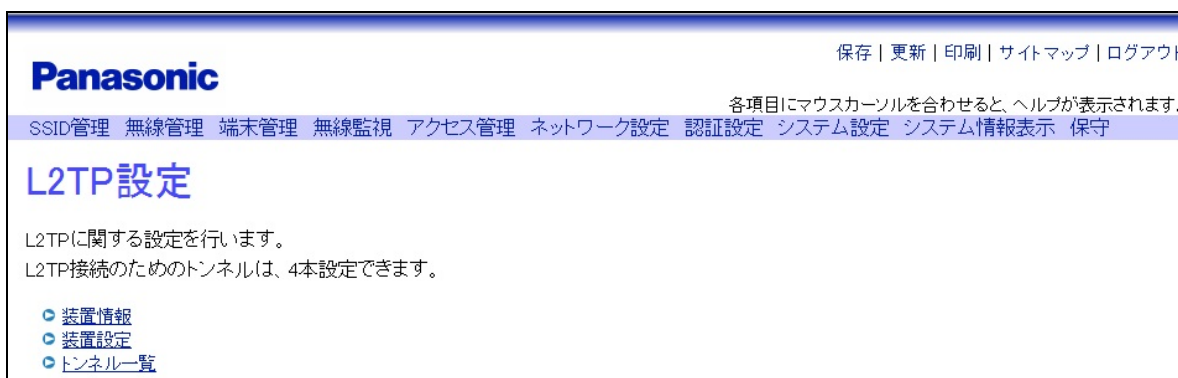 保存 | 更新 | 印刷 | サイトマップ | ログアウト
Panasonic
各項目にマウスカーソルを合わせると、ヘルプが表示されます。
SSID管理 無線管理 端末管理 無線監視 アクセス管理 ネットワーク設定 認証設定 システム設定 システム情報表示 保守
L2TP設定
L2TPに関する設定を行います。
L2TP接続のためのトンネルは、4本設定できます。
装置情報
装置設定
トンネル一覧